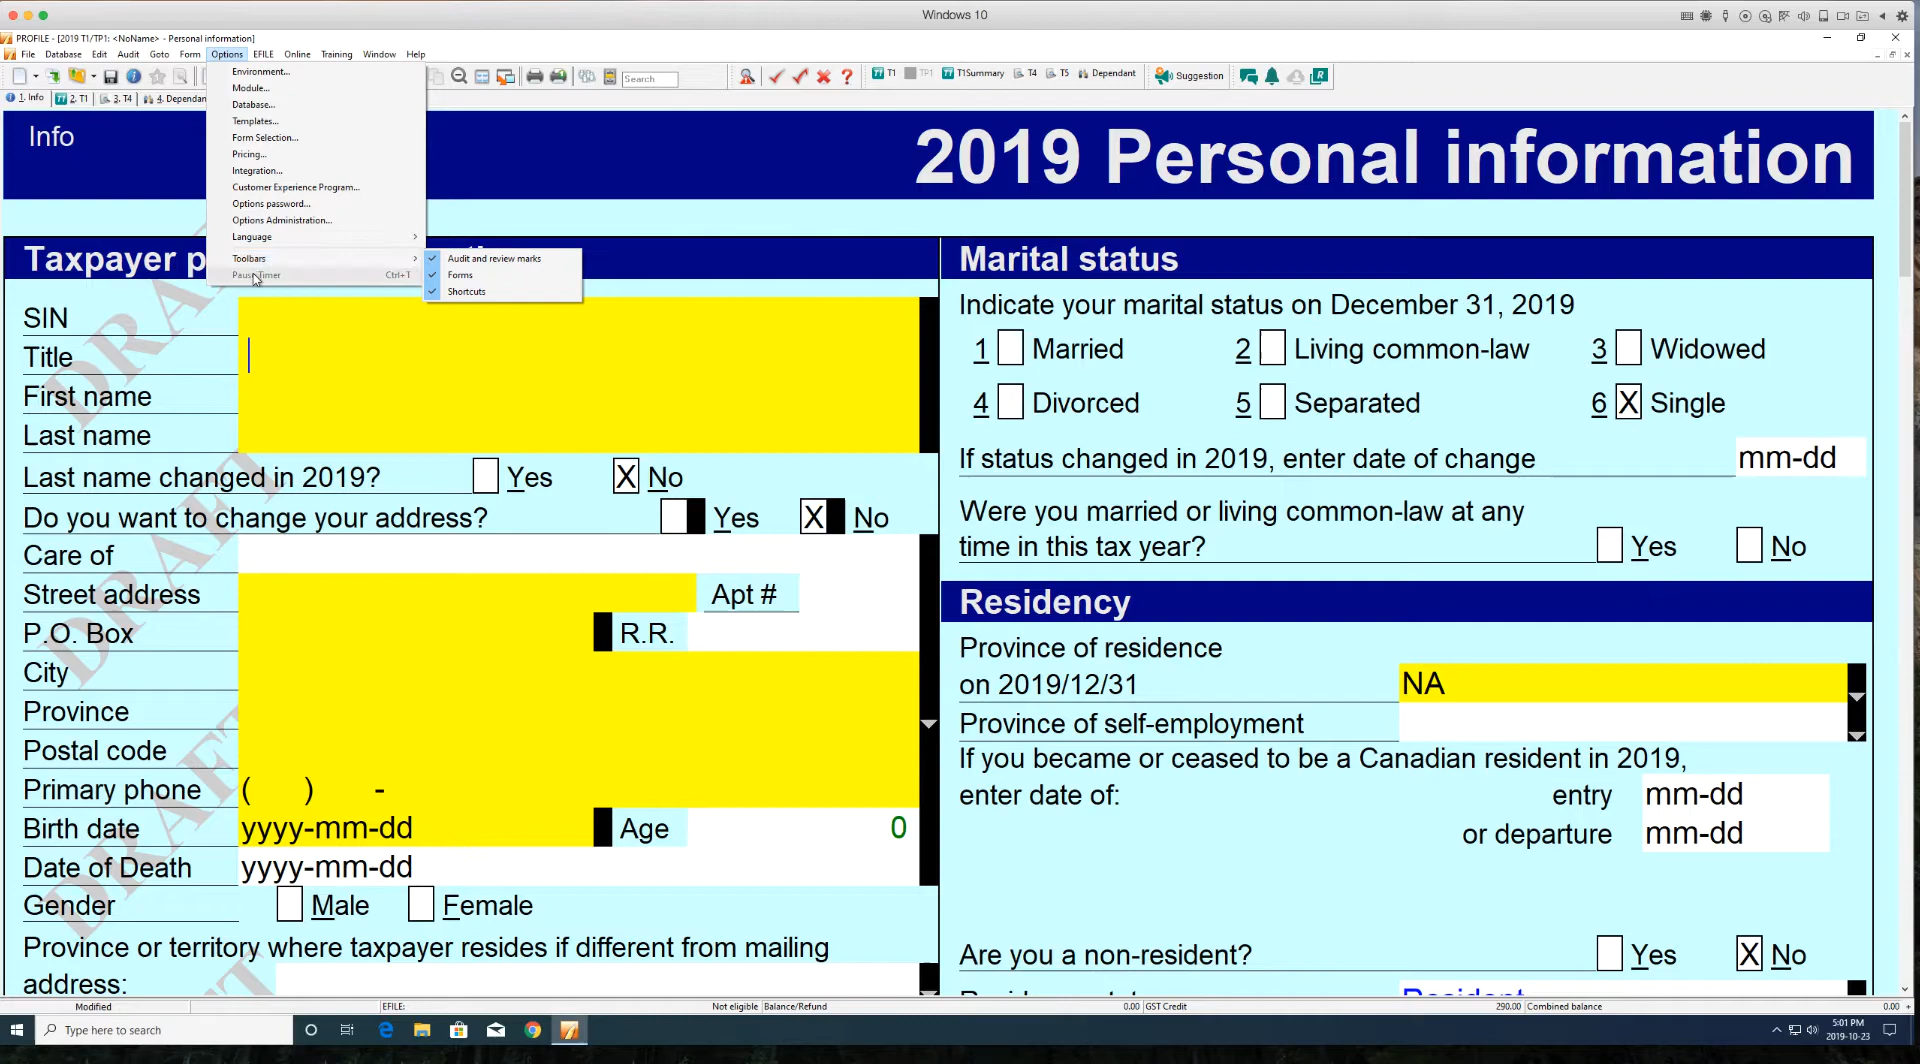 Windows 10
PROFILE - [2019 T1/TP1: <NoName> - Personal information]
File Database Edit Audit Goto Form Options EFILE Online Training Window Help
Search T1 TP1 T1Summary T4 T5 Dependant Suggestion
1. Info 2. T1 3. T4 4. Dependan
Environment...
Module...
Database...
Templates...
Form Selection...
Pricing...
Integration...
Customer Experience Program...
Options password...
Options Administration...
Language
Toolbars
Pause Timer Ctrl+T
Audit and review marks
Forms
Shortcuts
Info
2019 Personal information
Taxpayer p
SIN
Title
First name
Last name
Last name changed in 2019? Yes X No
Do you want to change your address? Yes X No
Care of
Street address Apt #
P.O. Box R.R.
City
Province
Postal code
Primary phone ( ) -
Birth date yyyy-mm-dd Age 0
Date of Death yyyy-mm-dd
Gender Male Female
Province or territory where taxpayer resides if different from mailing
address:
DRAFT
DRAFT
DRAFT
Marital status
Indicate your marital status on December 31, 2019
1 Married 2 Living common-law 3 Widowed
4 Divorced 5 Separated 6 X Single
If status changed in 2019, enter date of change mm-dd
Were you married or living common-law at any
time in this tax year? Yes No
Residency
Province of residence
on 2019/12/31 NA
Province of self-employment
If you became or ceased to be a Canadian resident in 2019,
enter date of: entry mm-dd
or departure mm-dd
Are you a non-resident? Yes X No
Resident
Modified EFILE: Not eligible Balance/Refund 0.00 GST Credit 290.00 Combined balance 0.00
Type here to search
5:01 PM
2019-10-23